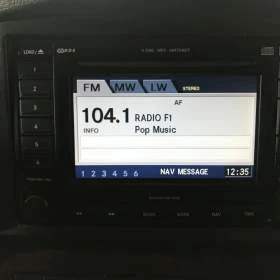 LOAD
FM MW LW STEREO
1
2
3
4
5
6
AF
104.1 RADIO F1
INFO Pop Music
1 2 3 4 5 6 NAV MESSAGE 12:35
NAV